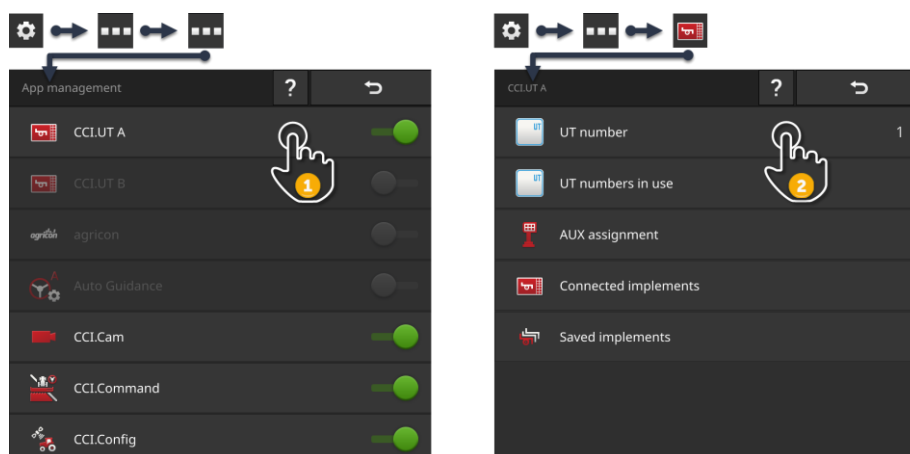 App management
?
CCI.UT A
1
CCI.UT B
agricon
agricon
A
Auto Guidance
CCI.Cam
CCI.Command
CCI.Config
CCI.UT A
?
UT
UT number
2
1
UT
UT numbers in use
AUX assignment
Connected implements
Saved implements